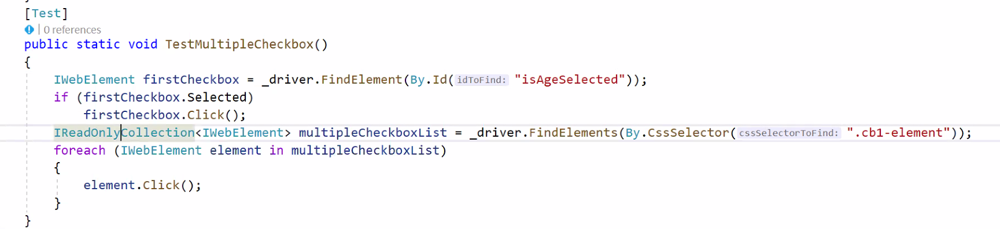 [Test]
| 0 references
public static void TestMultipleCheckbox()
{
IWebElement firstCheckbox = _driver.FindElement(By.Id(idToFind: "isAgeSelected"));
if (firstCheckbox.Selected)
firstCheckbox.Click();
IReadOnlyCollection<IWebElement> multipleCheckboxList = _driver.FindElements(By.CssSelector(cssSelectorToFind: ".cb1-element"));
foreach (IWebElement element in multipleCheckboxList)
{
element.Click();
}
}